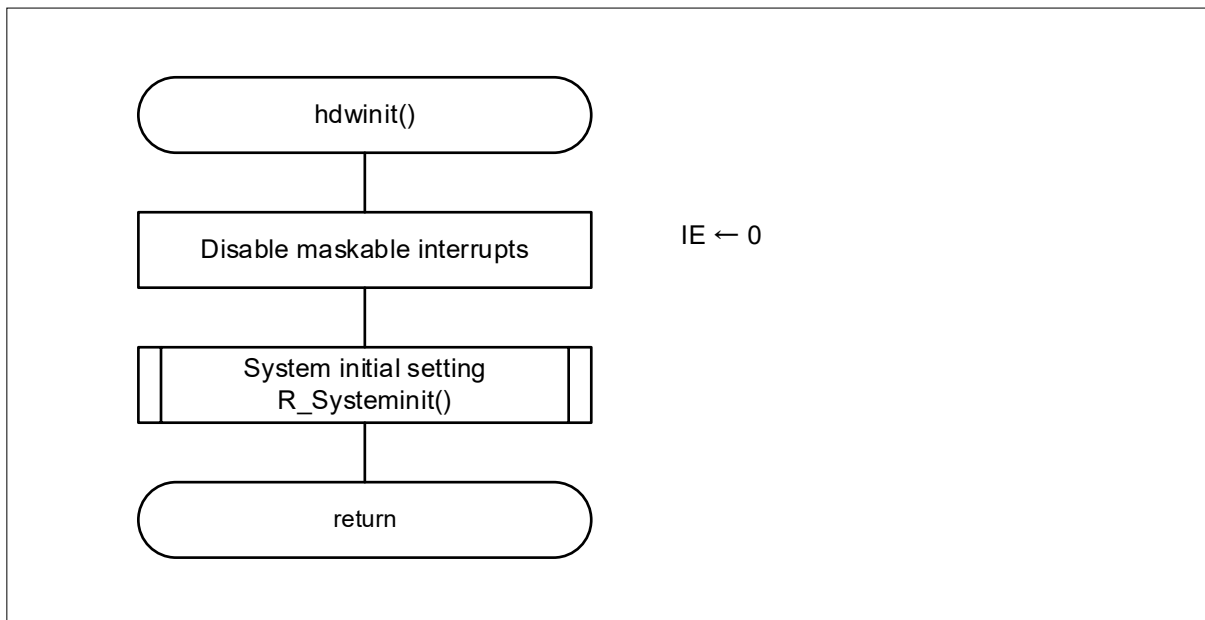 hdwinit()
Disable maskable interrupts
IE ← 0
System initial setting
R_Systeminit()
return